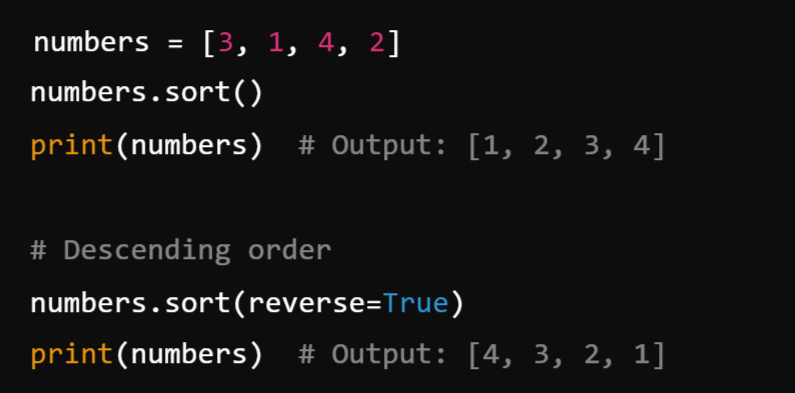 numbers = [3, 1, 4, 2]
numbers.sort()
print(numbers)  # Output: [1, 2, 3, 4]
# Descending order
numbers.sort(reverse=True)
print(numbers)  # Output: [4, 3, 2, 1]